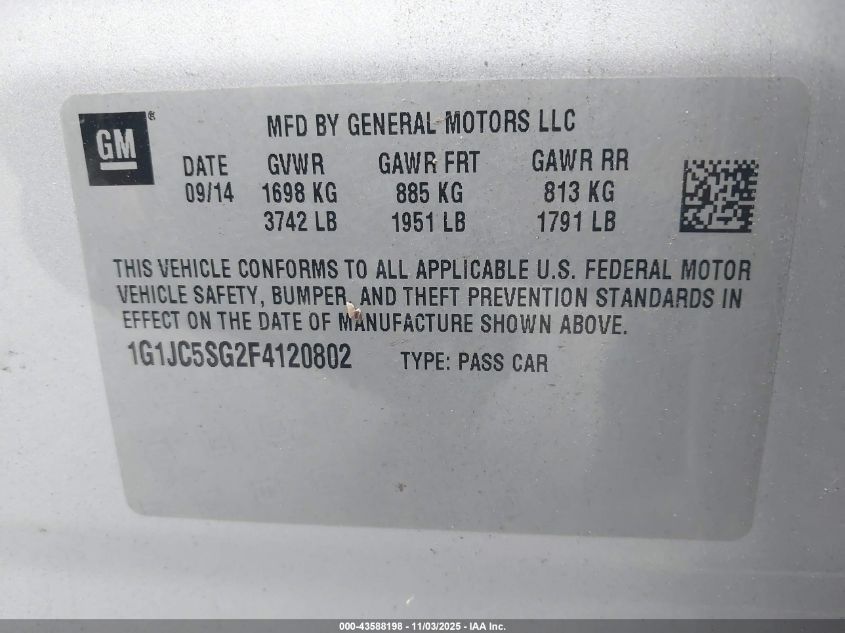 GM®
MFD BY GENERAL MOTORS LLC
DATE GVWR GAWR FRT GAWR RR
09/14 1698 KG 885 KG 813 KG
3742 LB 1951 LB 1791 LB
THIS VEHICLE CONFORMS TO ALL APPLICABLE U.S. FEDERAL MOTOR
VEHICLE SAFETY, BUMPER, AND THEFT PREVENTION STANDARDS IN
EFFECT ON THE DATE OF MANUFACTURE SHOWN ABOVE.
1G1JC5SG2F4120802 TYPE: PASS CAR
000-43588198 - 11/03/2025 - IAA Inc.